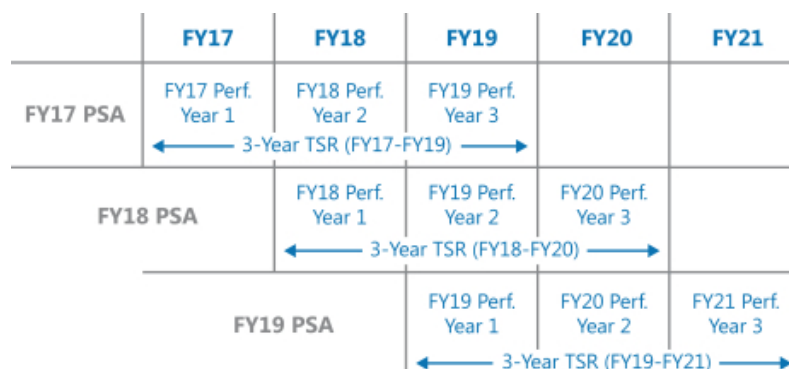 FY17 FY18 FY19 FY20 FY21
FY17 PSA
FY17 Perf. Year 1
FY18 Perf. Year 2
FY19 Perf. Year 3
3-Year TSR (FY17-FY19)
FY18 PSA
FY18 Perf. Year 1
FY19 Perf. Year 2
FY20 Perf. Year 3
3-Year TSR (FY18-FY20)
FY19 PSA
FY19 Perf. Year 1
FY20 Perf. Year 2
FY21 Perf. Year 3
3-Year TSR (FY19-FY21)